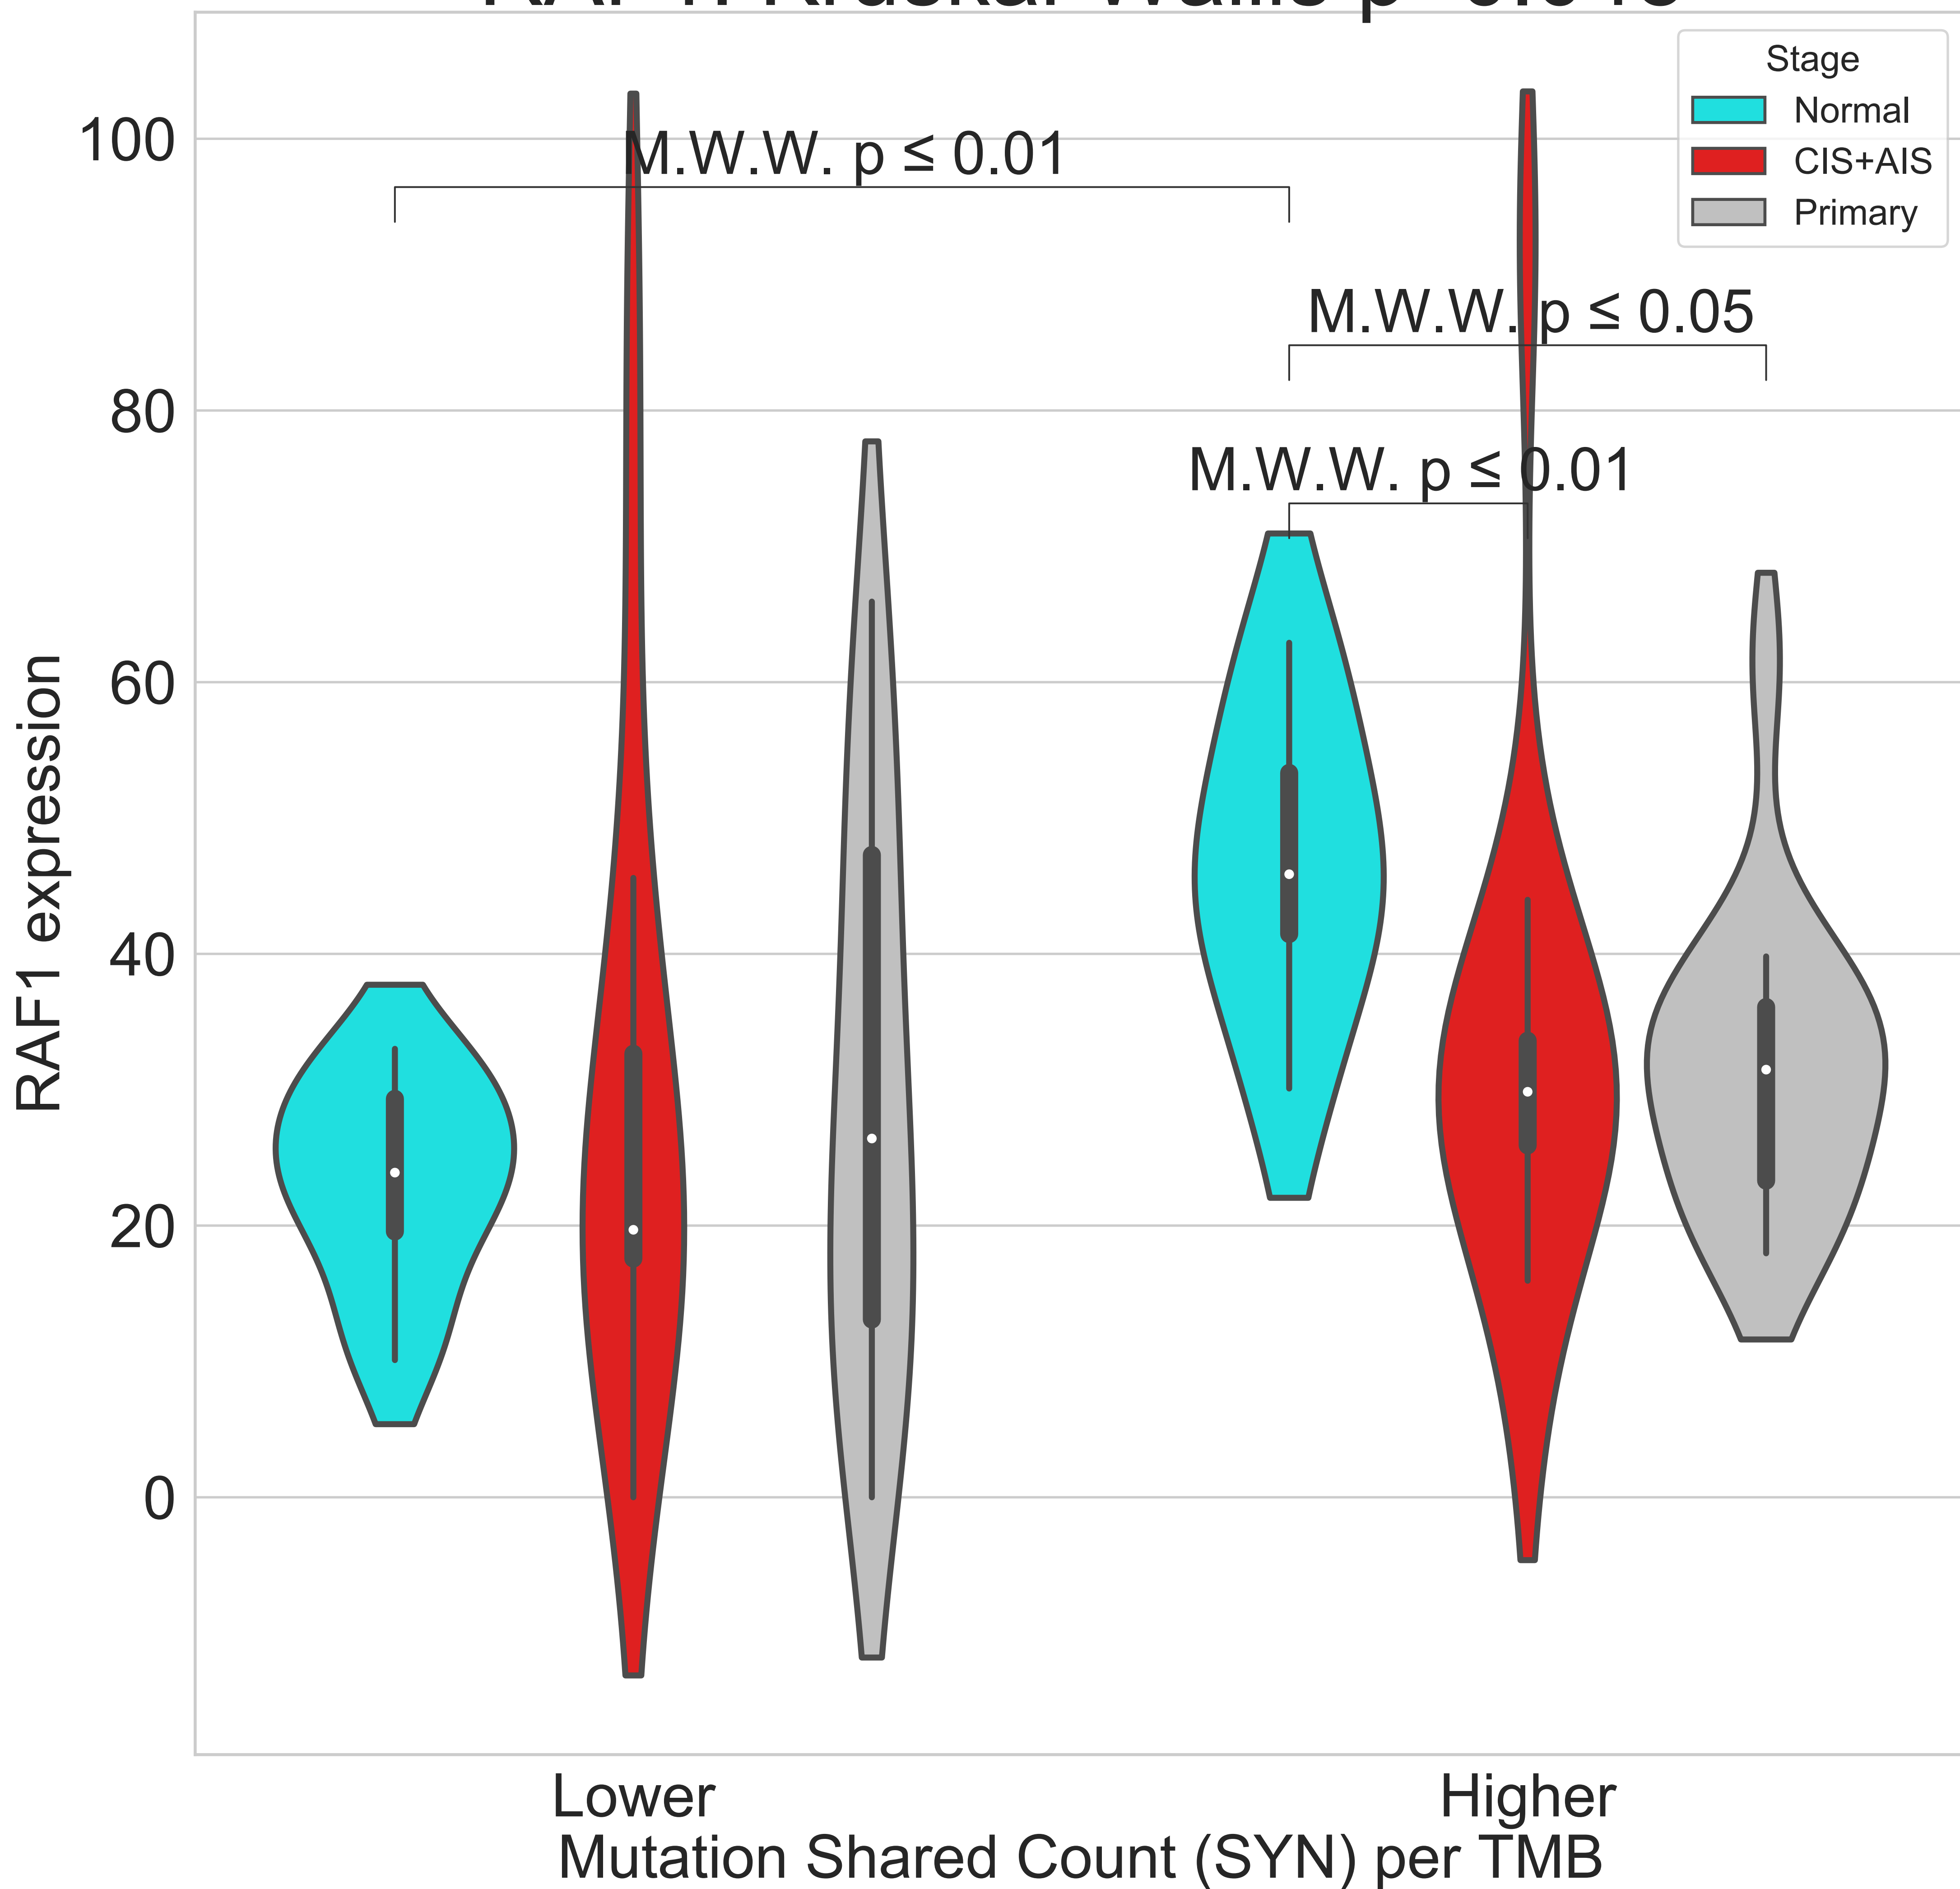 Stage
Normal
CIS+AIS
Primary
M.W.W. p ≤ 0.01
M.W.W. p ≤ 0.05
M.W.W. p ≤ 0.01
100
80
60
40
20
0
RAF1 expression
Lower
Higher
Mutation Shared Count (SYN) per TMB